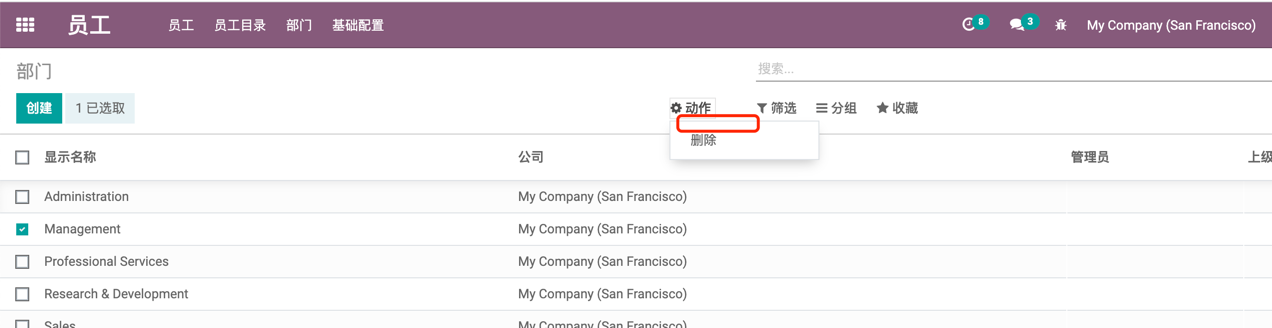 员工 员工 员工目录 部门 基础配置 8 3 My Company (San Francisco)
部门 搜索...
创建 1 已选取 动作 筛选 分组 收藏
删除
显示名称 公司 管理员 上级
Administration My Company (San Francisco)
Management My Company (San Francisco)
Professional Services My Company (San Francisco)
Research & Development My Company (San Francisco)
Sales My Company (San Francisco)